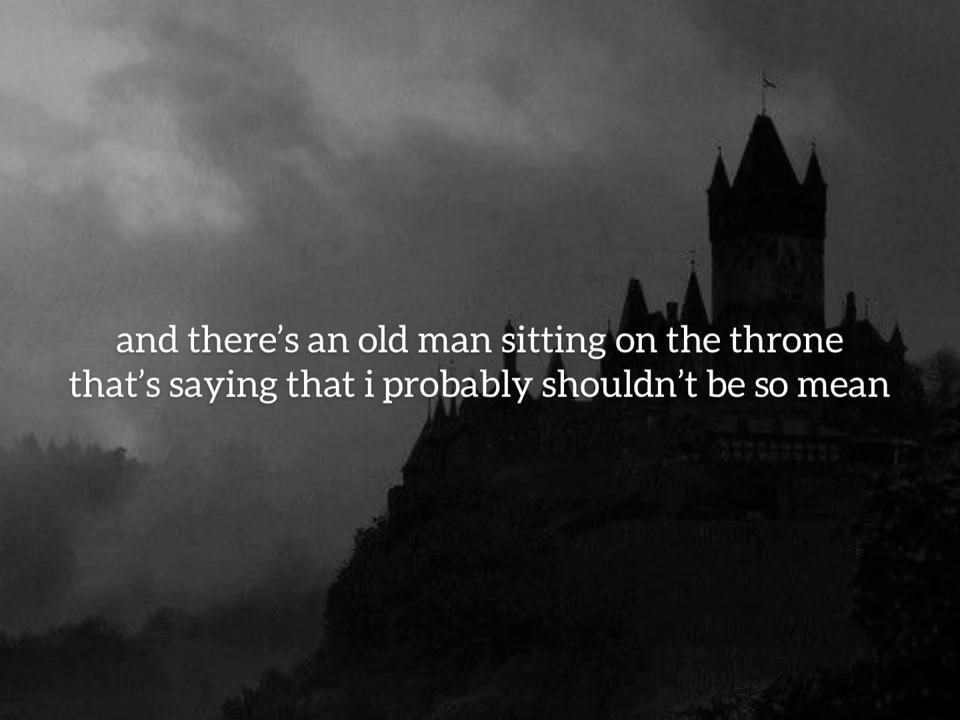 and there’s an old man sitting on the throne
that’s saying that i probably shouldn’t be so mean